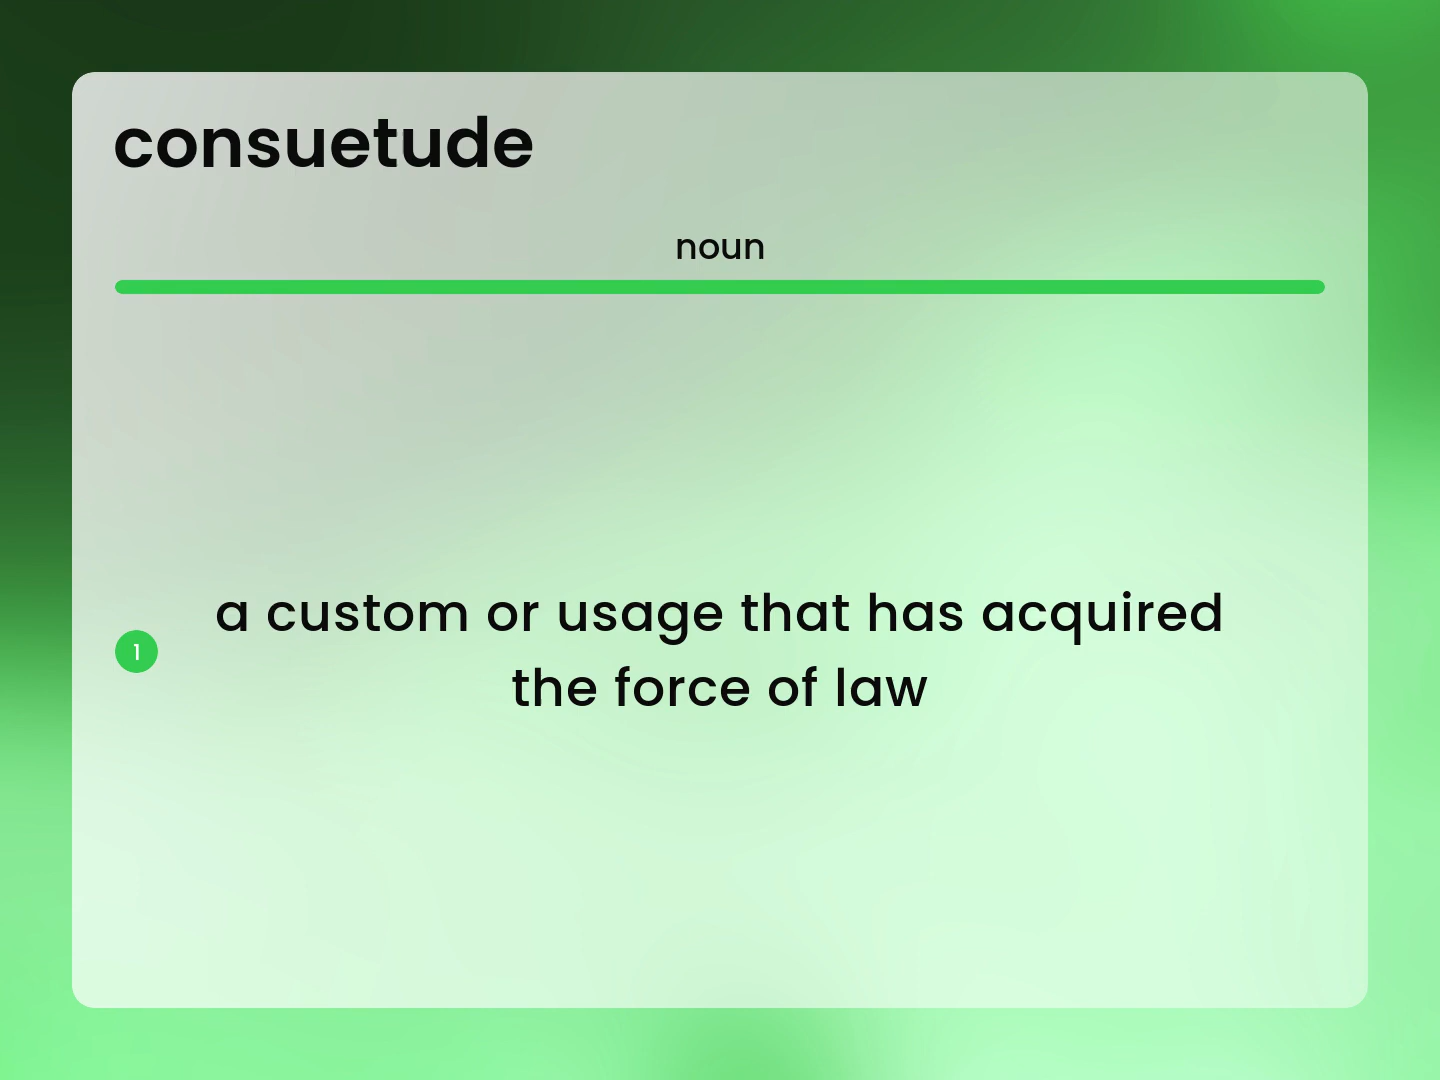 consuetude
noun
1
a custom or usage that has acquired
the force of law